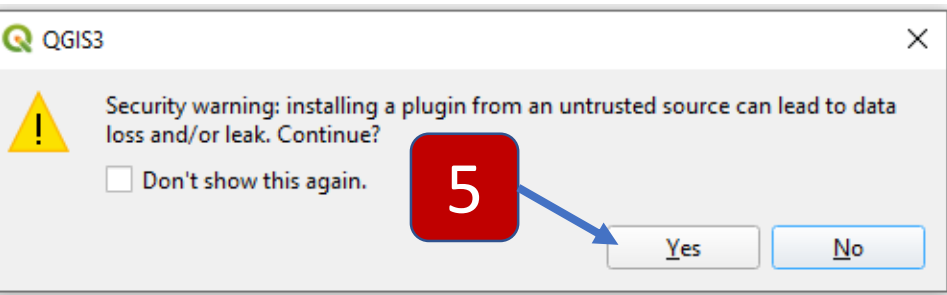 QGIS3
Security warning: installing a plugin from an untrusted source can lead to data
loss and/or leak. Continue?
Don't show this again.
5
Yes
No